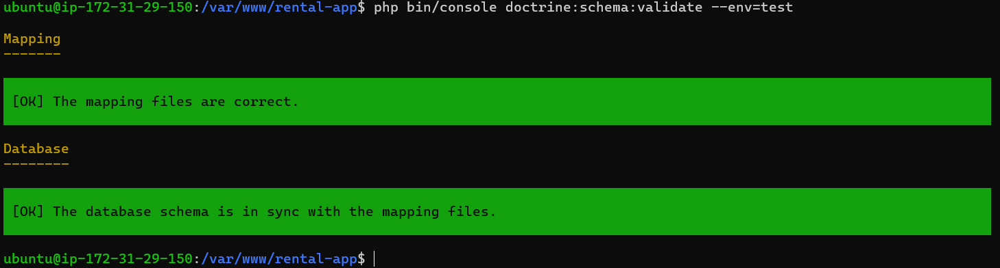 ubuntu@ip-172-31-29-150:/var/www/rental-app$ php bin/console doctrine:schema:validate --env=test
Mapping
-------
[OK] The mapping files are correct.
Database
--------
[OK] The database schema is in sync with the mapping files.
ubuntu@ip-172-31-29-150:/var/www/rental-app$